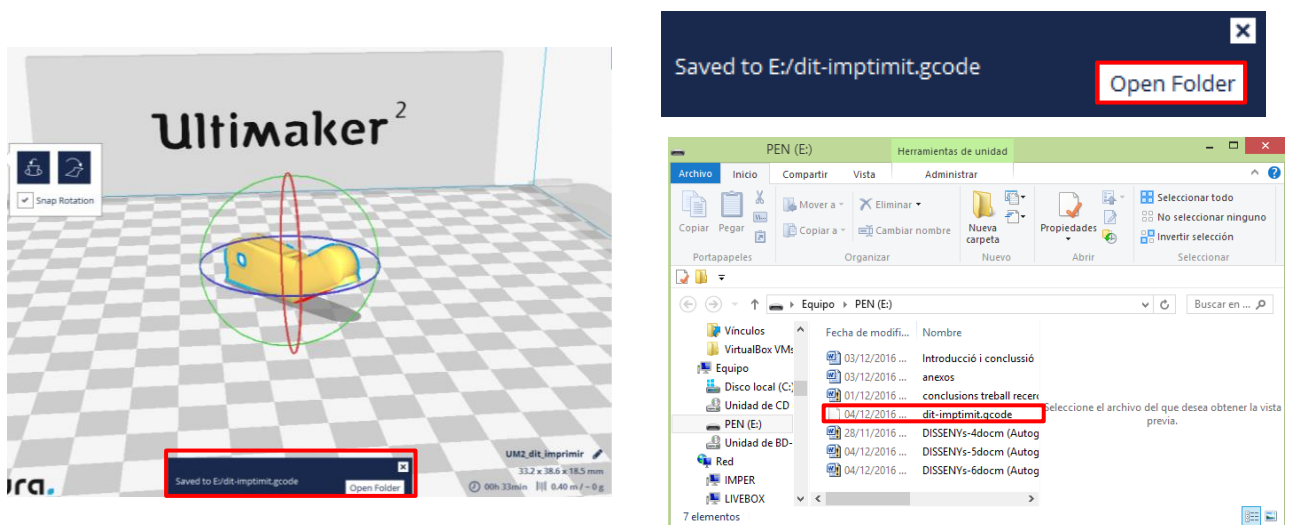 Ultimaker²
Snap Rotation
UM2_dit_imprimir
33.2 x 38.6 x 18.5 mm
00h 33min 0.40 m / ~ 0 g
Saved to E:/dit-imptimit.gcode
Open Folder
Saved to E:/dit-imptimit.gcode
Open Folder
PEN (E:)
Herramientas de unidad
Archivo Inicio Compartir Vista Administrar
Copiar Pegar
Mover a
Copiar a
Eliminar
Cambiar nombre
Nueva
carpeta
Propiedades
Seleccionar todo
No seleccionar ninguno
Invertir selección
Portapapeles Organizar Nuevo Abrir Seleccionar
Equipo PEN (E:)
Buscar en ...
Vínculos
VirtualBox VMs
Equipo
Disco local (C:)
Unidad de CD
PEN (E:)
Unidad de BD-
Red
IMPER
LIVEBOX
Fecha de modifi... Nombre
03/12/2016 ... Introducció i conclussió
03/12/2016 ... anexos
01/12/2016 ... conclusions treball recerc
04/12/2016 ... dit-imptimit.gcode
28/11/2016 ... DISSENYs-4docm (Autog
04/12/2016 ... DISSENYs-5docm (Autog
04/12/2016 ... DISSENYs-6docm (Autog
Seleccione el archivo del que desea obtener la vista
previa.
7 elementos